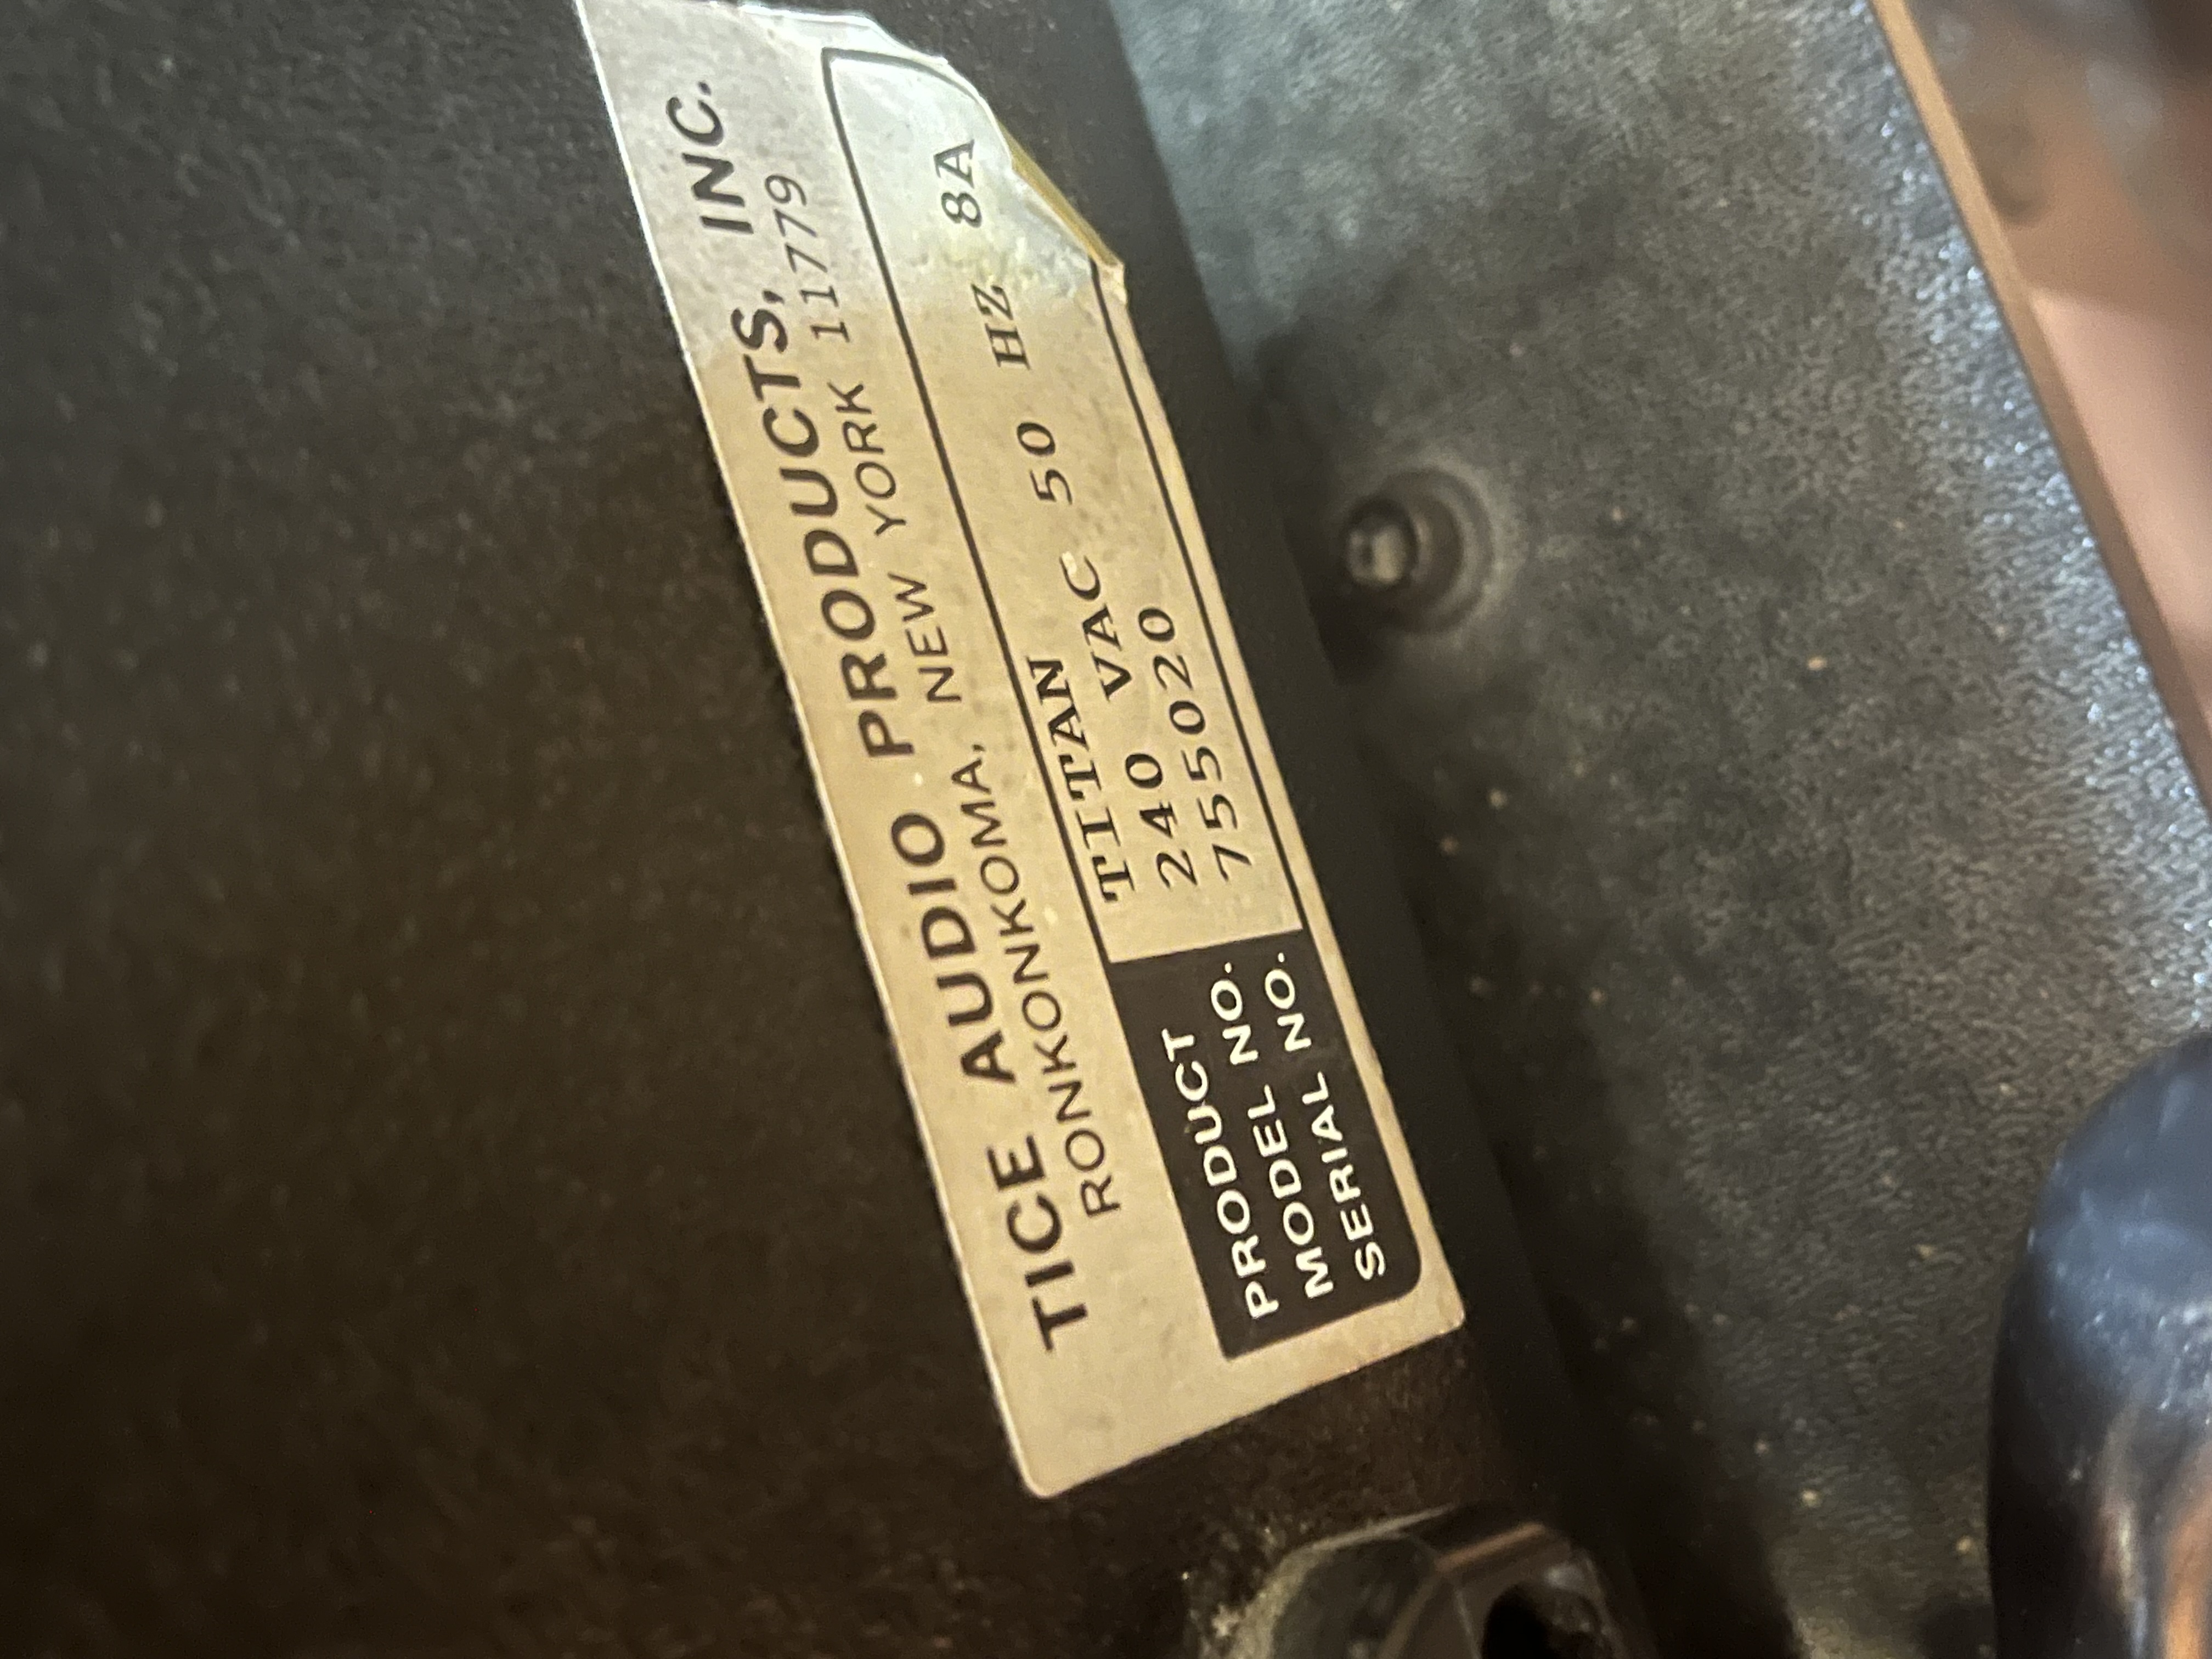 TICE AUDIO PRODUCTS, INC.
RONKONKOMA, NEW YORK 11779
PRODUCT TITAN
MODEL NO. 240 VAC 50 HZ 8A
SERIAL NO. 7555020